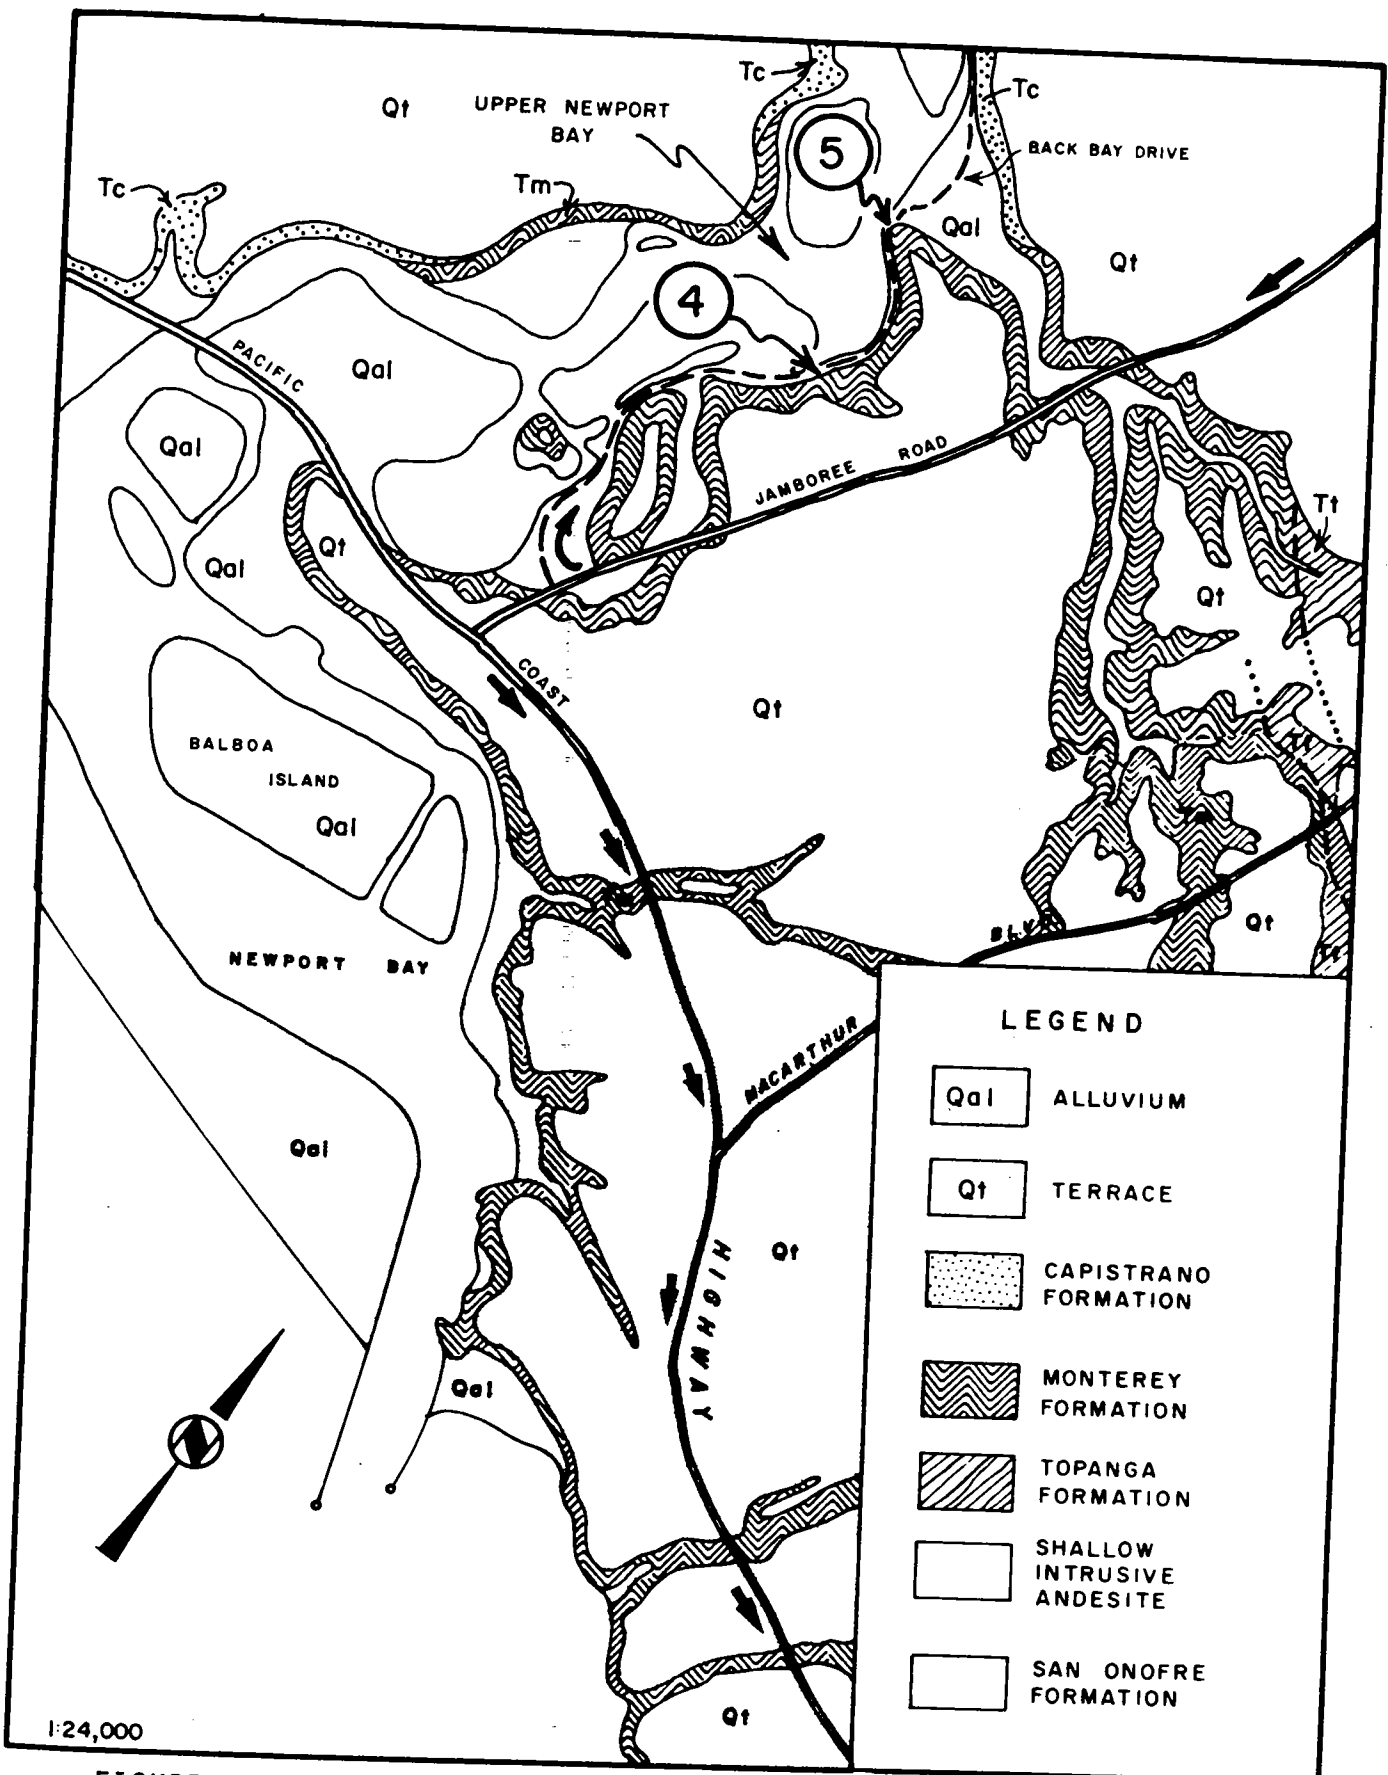 Tc
Tc
Qt
UPPER NEWPORT
BAY
5
BACK BAY DRIVE
Tc
Tm
Qal
Qt
4
PACIFIC
Qal
Qal
JAMBOREE ROAD
Tt
Qt
Qal
Qt
COAST
Qt
BALBOA
ISLAND
Qal
Tm
BLVD
Qt
NEWPORT BAY
Tt
MACARTHUR
Qal
Qt
HIGHWAY
Qal
Qt
1:24,000
LEGEND
Qal ALLUVIUM
Qt TERRACE
CAPISTRANO
FORMATION
MONTEREY
FORMATION
TOPANGA
FORMATION
SHALLOW
INTRUSIVE
ANDESITE
SAN ONOFRE
FORMATION